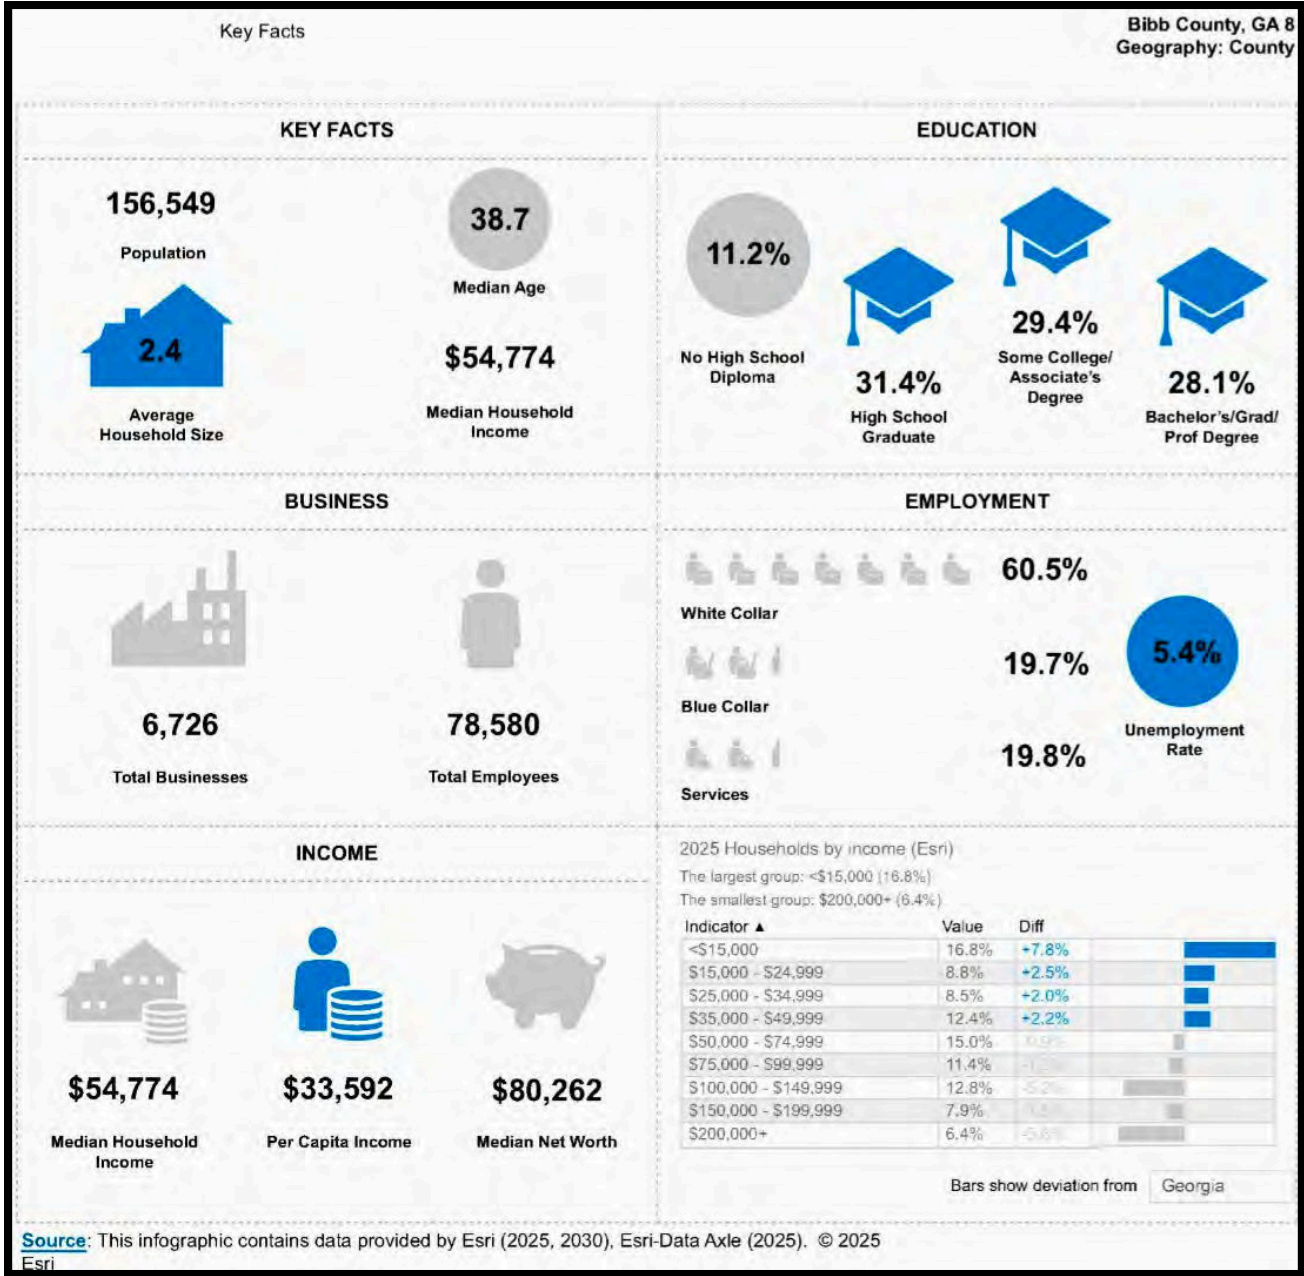 Key Facts
Bibb County, GA 8
Geography: County
KEY FACTS
156,549
Population
38.7
Median Age
2.4
Average
Household Size
$54,774
Median Household
Income
EDUCATION
11.2%
No High School
Diploma
31.4%
High School
Graduate
29.4%
Some College/
Associate's
Degree
28.1%
Bachelor's/Grad/
Prof Degree
BUSINESS
6,726
Total Businesses
78,580
Total Employees
EMPLOYMENT
60.5%
White Collar
19.7%
Blue Collar
19.8%
Services
5.4%
Unemployment
Rate
INCOME
$54,774
Median Household
Income
$33,592
Per Capita Income
$80,262
Median Net Worth
2025 Households by income (Esri)
The largest group: <$15,000 (16.8%)
The smallest group: $200,000+ (6.4%)
Indicator ▲ Value Diff
<$15,000 16.8% +7.8%
$15,000 - $24,999 8.8% +2.5%
$25,000 - $34,999 8.5% +2.0%
$35,000 - $49,999 12.4% +2.2%
$50,000 - $74,999 15.0%
$75,000 - $99,999 11.4%
$100,000 - $149,999 12.8%
$150,000 - $199,999 7.9%
$200,000+ 6.4%
Bars show deviation from Georgia
Source: This infographic contains data provided by Esri (2025, 2030), Esri-Data Axle (2025). © 2025
Esri